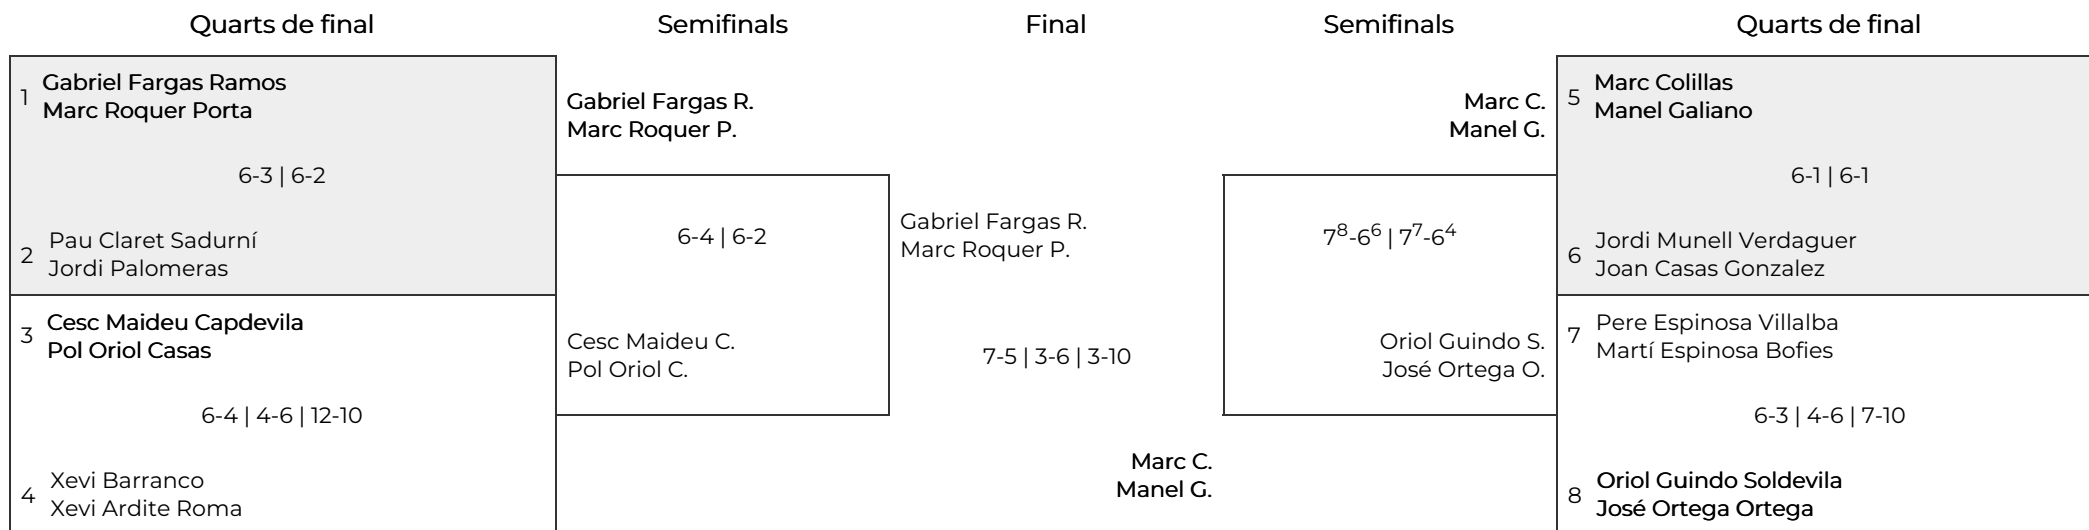 Quarts de final
Semifinals
Final
Semifinals
Quarts de final
1
Gabriel Fargas Ramos
Marc Roquer Porta
6-3 | 6-2
2
Pau Claret Sadurní
Jordi Palomeras
3
Cesc Maideu Capdevila
Pol Oriol Casas
6-4 | 4-6 | 12-10
4
Xevi Barranco
Xevi Ardite Roma
Gabriel Fargas R.
Marc Roquer P.
6-4 | 6-2
Cesc Maideu C.
Pol Oriol C.
Gabriel Fargas R.
Marc Roquer P.
7-5 | 3-6 | 3-10
Marc C.
Manel G.
Marc C.
Manel G.
7⁸-6⁶ | 7⁷-6⁴
Oriol Guindo S.
José Ortega O.
5
Marc Colillas
Manel Galiano
6-1 | 6-1
6
Jordi Munell Verdaguer
Joan Casas Gonzalez
7
Pere Espinosa Villalba
Martí Espinosa Bofies
6-3 | 4-6 | 7-10
8
Oriol Guindo Soldevila
José Ortega Ortega